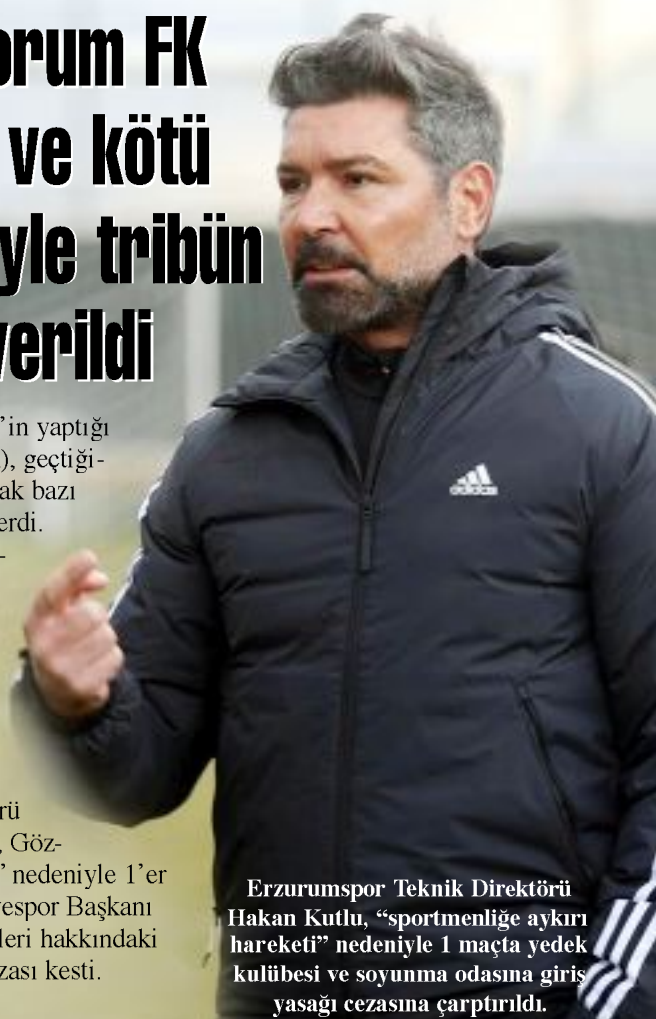 orum FK
ve kötü
yle tribün
verildi
’in yaptığı
), geçtiği-
ak bazı
erdi.
-
adidas
rü
, Göz-
’ nedeniyle 1’er
vespor Başkanı
leri hakkındaki
zası kesti.
Erzurumspor Teknik Direktörü
Hakan Kutlu, “sportmenliğe aykırı
hareketi” nedeniyle 1 maçta yedek
kulübesi ve soyunma odasına giriş
yasağı cezasına çarptırıldı.